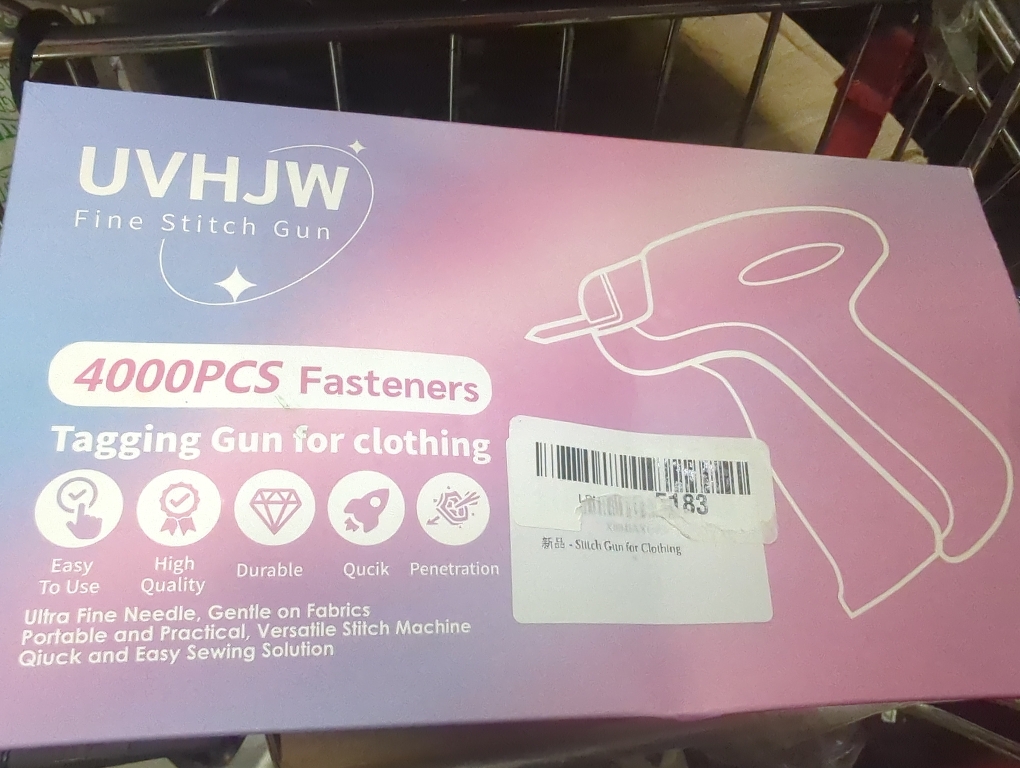 UVHJW
Fine Stitch Gun
4000PCS Fasteners
Tagging Gun for clothing
Easy
To Use
High
Quality
Durable
Qucik
Penetration
Ultra Fine Needle, Gentle on Fabrics
Portable and Practical, Versatile Stitch Machine
Qiuck and Easy Sewing Solution
5183
新品 - Stitch Gun for Clothing